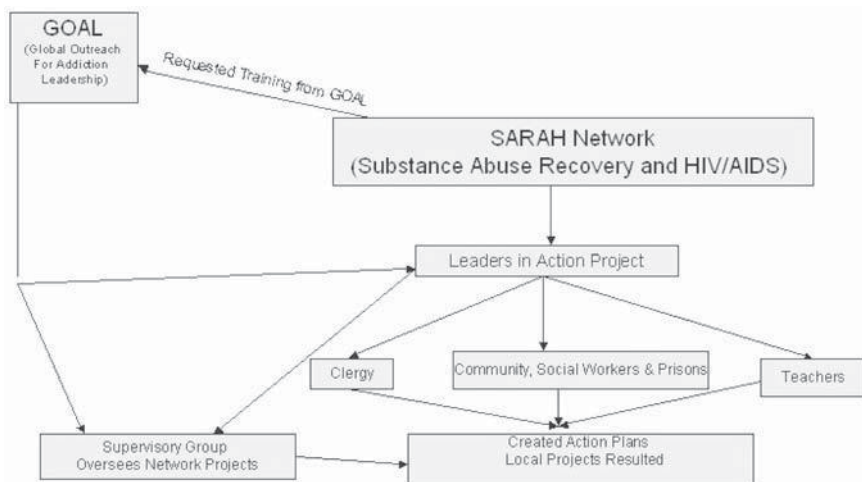 GOAL
(Global Outreach
For Addiction
Leadership)
Requested Training from GOAL
SARAH Network
(Substance Abuse Recovery and HIV/AIDS)
Leaders in Action Project
Clergy
Community, Social Workers & Prisons
Teachers
Supervisory Group
Oversees Network Projects
Created Action Plans
Local Projects Resulted